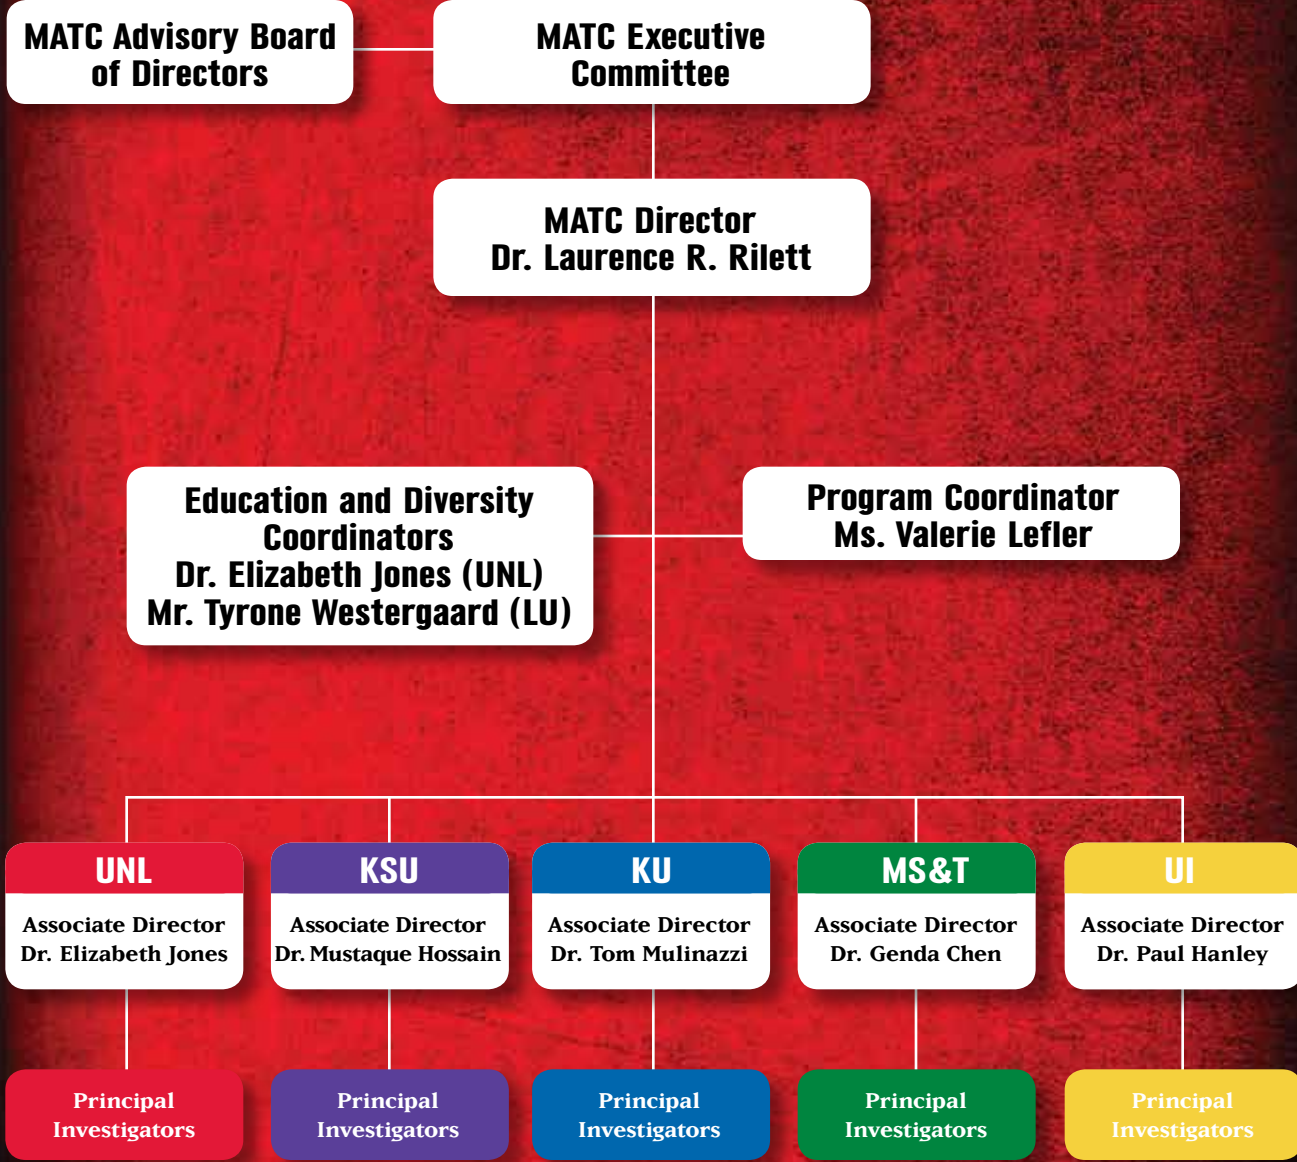 MATC Advisory Board
of Directors
MATC Executive
Committee
MATC Director
Dr. Laurence R. Rilett
Education and Diversity
Coordinators
Dr. Elizabeth Jones (UNL)
Mr. Tyrone Westergaard (LU)
Program Coordinator
Ms. Valerie Lefler
UNL
Associate Director
Dr. Elizabeth Jones
KSU
Associate Director
Dr. Mustaque Hossain
KU
Associate Director
Dr. Tom Mulinazzi
MS&T
Associate Director
Dr. Genda Chen
UI
Associate Director
Dr. Paul Hanley
Principal
Investigators
Principal
Investigators
Principal
Investigators
Principal
Investigators
Principal
Investigators